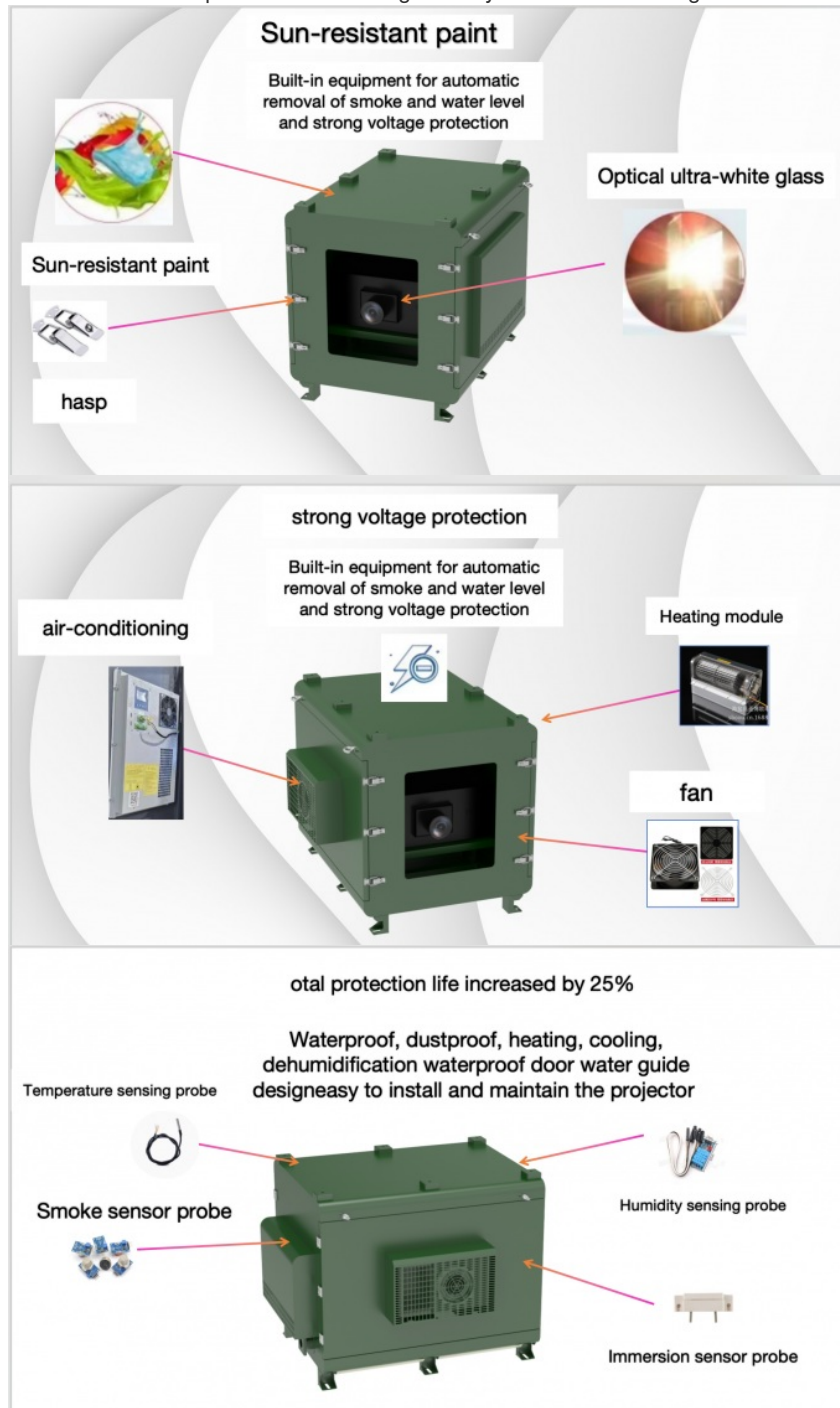 Sun-resistant paint
Built-in equipment for automatic
removal of smoke and water level
and strong voltage protection
Optical ultra-white glass
Sun-resistant paint
hasp
strong voltage protection
Built-in equipment for automatic
removal of smoke and water level
and strong voltage protection
air-conditioning
Heating module
fan
otal protection life increased by 25%
Waterproof, dustproof, heating, cooling,
dehumidification waterproof door water guide
designeasy to install and maintain the projector
Temperature sensing probe
Smoke sensor probe
Humidity sensing probe
Immersion sensor probe